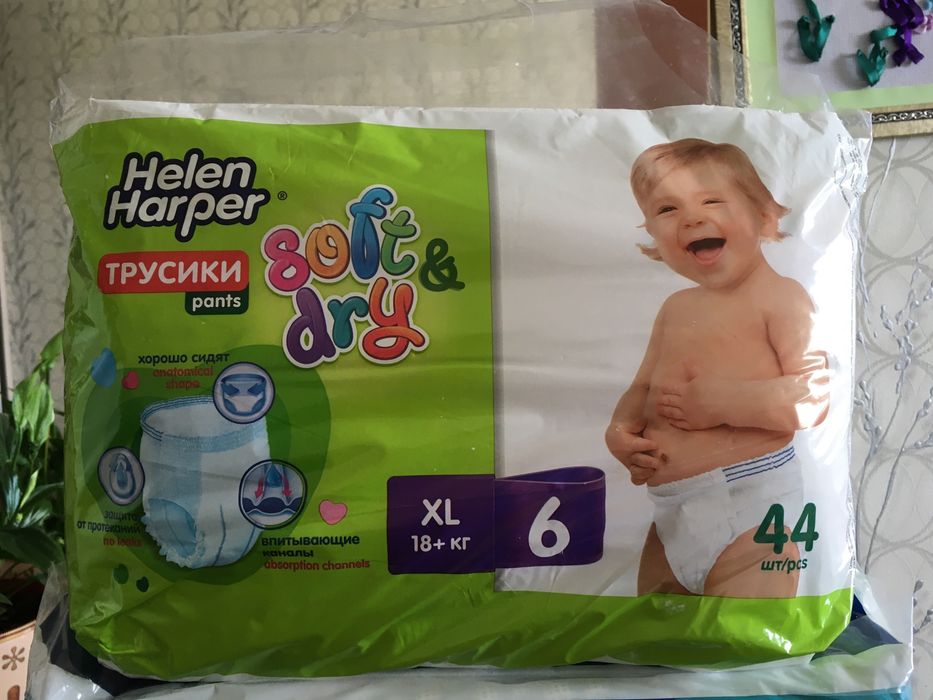 Helen
Harper®
ТРУСИКИ
pants
soft &
dry
хорошо сидят
anatomical
shape
защита
от протеканий
no leaks
впитывающие
каналы
absorption channels
XL
18+ кг
6
44
шт/pcs